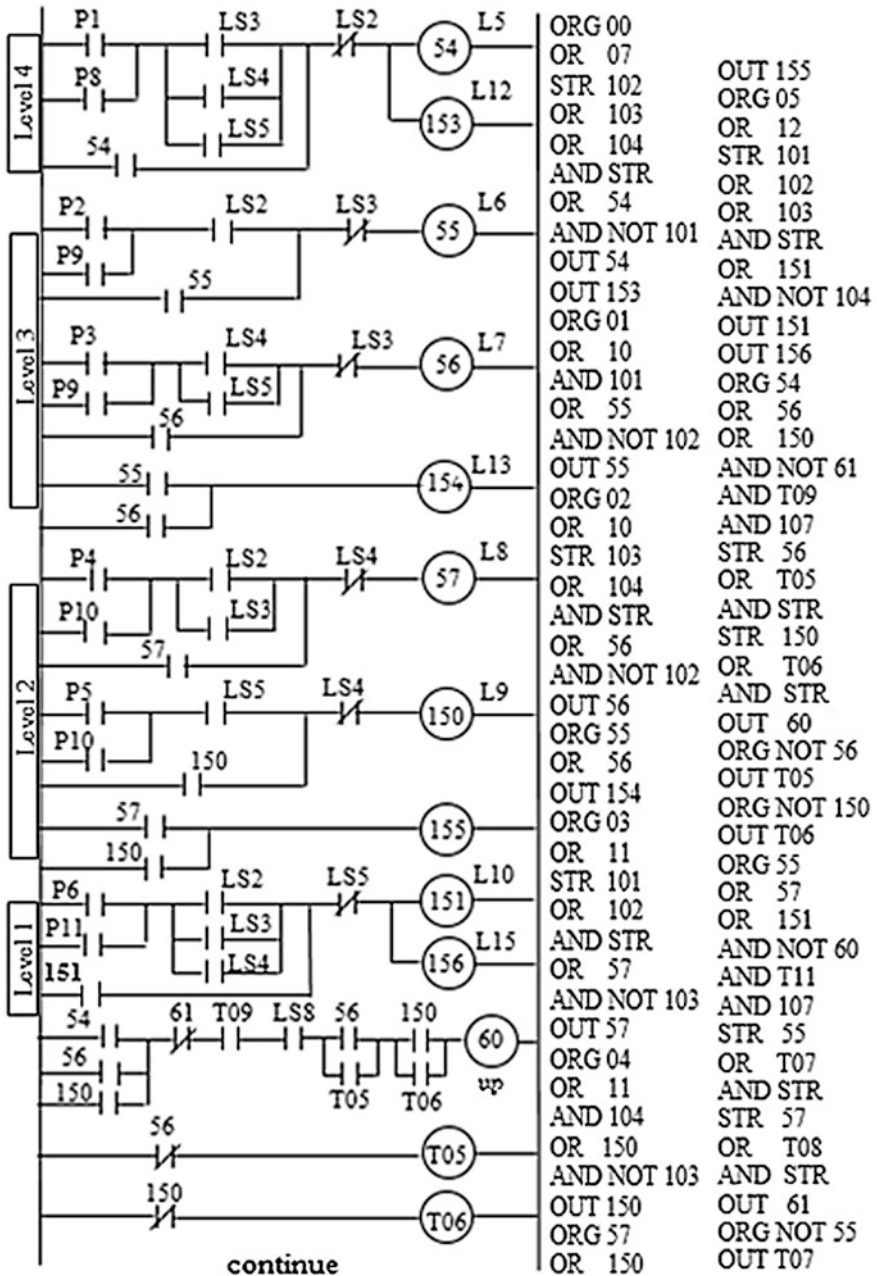 P1 LS3 LS2 L5
54
P8 LS4 L12
153
LS5
54
Level 4
P2 LS2 LS3 L6
55
P9
55
P3 LS4 LS3 L7
56
P9 LS5
56
55 L13
154
56
Level 3
P4 LS2 LS4 L8
57
P10 LS3
57
P5 LS5 LS4 L9
150
P10
150
57
155
150
Level 2
P6 LS2 LS5 L10
151
P11 LS3 L15
156
LS4
151
Level 1
54 61 T09 LS8 56 150
60
56 up
150 T05 T06
56
T05
150
T06
continue
ORG 00
OR 07
STR 102
OR 103
OR 104
AND STR
OR 54
AND NOT 101
OUT 54
OUT 153
ORG 01
OR 10
AND 101
OR 55
AND NOT 102
OUT 55
ORG 02
OR 10
STR 103
OR 104
AND STR
OR 56
AND NOT 102
OUT 56
ORG 55
OR 56
OUT 154
ORG 03
OR 11
STR 101
OR 102
AND STR
OR 57
AND NOT 103
OUT 57
ORG 04
OR 11
AND 104
OR 150
AND NOT 103
OUT 150
ORG 57
OR 150
OUT 155
ORG 05
OR 12
STR 101
OR 102
OR 103
AND STR
OR 151
AND NOT 104
OUT 151
OUT 156
ORG 54
OR 56
OR 150
AND NOT 61
AND T09
AND 107
STR 56
OR T05
AND STR
STR 150
OR T06
AND STR
OUT 60
ORG NOT 56
OUT T05
ORG NOT 150
OUT T06
ORG 55
OR 57
OR 151
AND NOT 60
AND T11
AND 107
STR 55
OR T07
AND STR
STR 57
OR T08
AND STR
OUT 61
ORG NOT 55
OUT T07